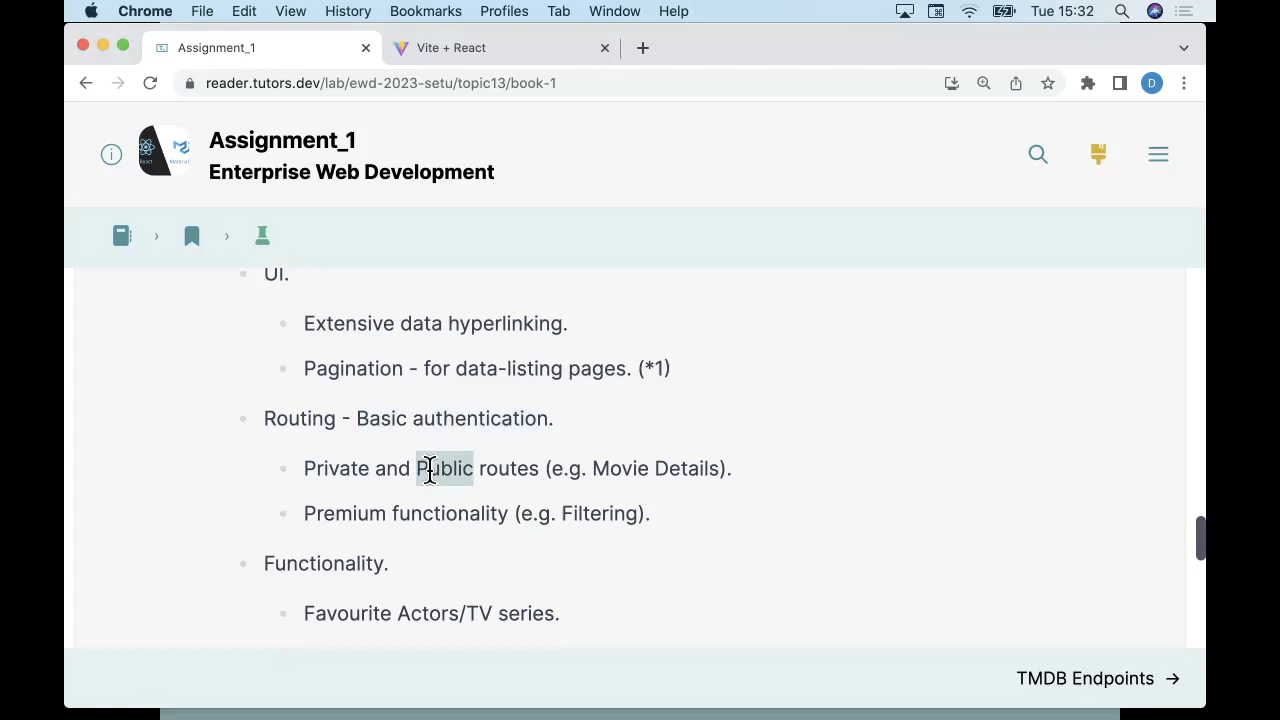 Chrome File Edit View History Bookmarks Profiles Tab Window Help Tue 15:32
Assignment_1 Vite + React
reader.tutors.dev/lab/ewd-2023-setu/topic13/book-1 D
Assignment_1
Enterprise Web Development
UI.
Extensive data hyperlinking.
Pagination - for data-listing pages. (*1)
Routing - Basic authentication.
Private and Public routes (e.g. Movie Details).
Premium functionality (e.g. Filtering).
Functionality.
Favourite Actors/TV series.
TMDB Endpoints →